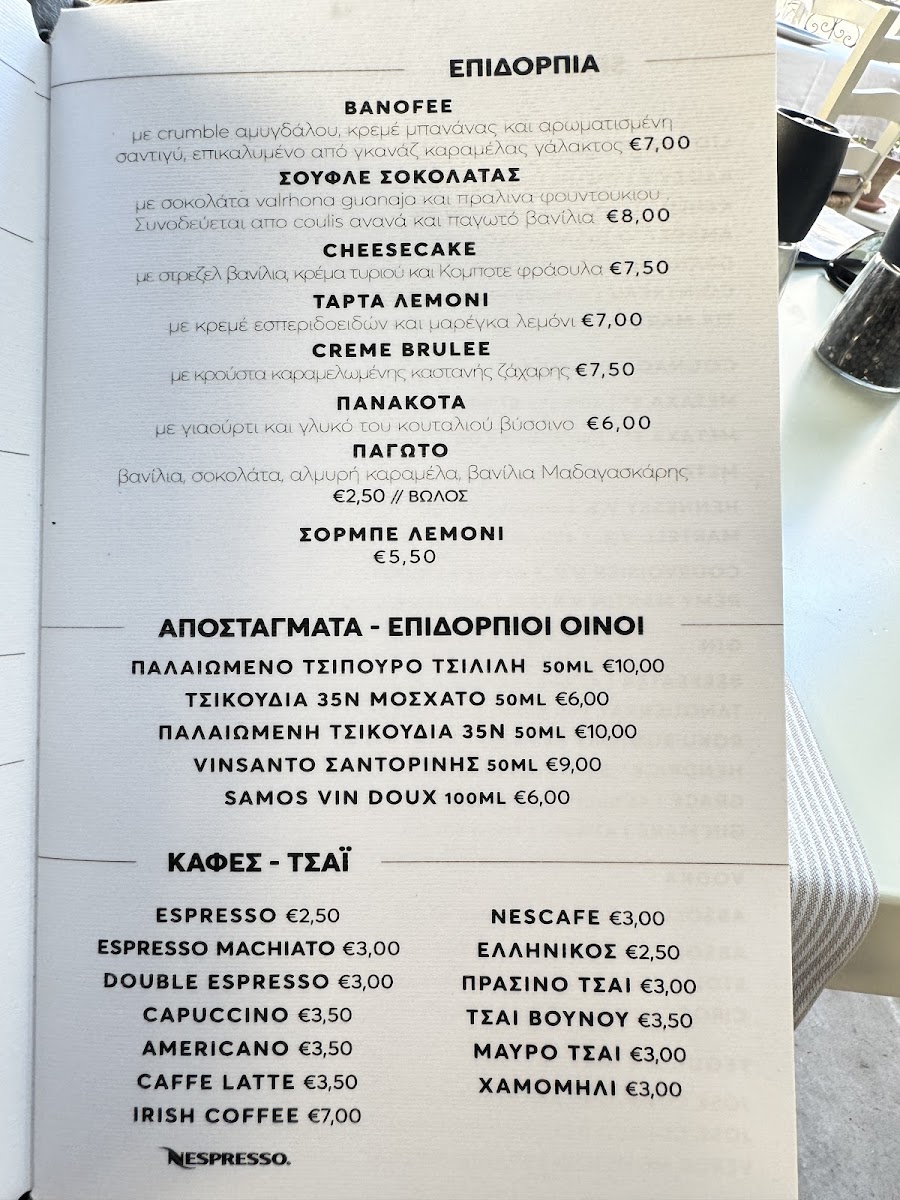 ΕΠΙΔΟΡΠΙΑ
BANOFEE
με crumble αμυγδάλου, κρεμέ μπανάνας και αρωματισμένη
σαντιγύ, επικαλυμένο από γκανάζ καραμέλας γάλακτος €7,00
ΣΟΥΦΛΕ ΣΟΚΟΛΑΤΑΣ
με σοκολάτα valrhona guanaja και πραλινα φουντουκιου .
Συνοδεύεται απο coulis ανανά και παγωτό βανίλια €8,00
CHEESECAKE
με στρεζελ βανίλια, κρέμα τυριού και Κομποτε φράουλα €7,50
ΤΑΡΤΑ ΛΕΜΟΝΙ
με κρεμέ εσπεριδοειδών και μαρέγκα λεμόνι €7,00
CREME BRULEE
με κρούστα καραμελωμένης καστανής ζάχαρης €7,50
ΠΑΝΑΚΟΤΑ
με γιαούρτι και γλυκό του κουταλιού βύσσινο €6,00
ΠΑΓΩΤΟ
βανίλια, σοκολάτα, αλμυρή καραμέλα, βανίλια Μαδαγασκάρης
€2,50 // ΒΩΛΟΣ
ΣΟΡΜΠΕ ΛΕΜΟΝΙ
€5,50
ΑΠΟΣΤΑΓΜΑΤΑ - ΕΠΙΔΟΡΠΙΟΙ ΟΙΝΟΙ
ΠΑΛΑΙΩΜΕΝΟ ΤΣΙΠΟΥΡΟ ΤΣΙΛΙΛΗ 50ML €10,00
ΤΣΙΚΟΥΔΙΑ 35Ν ΜΟΣΧΑΤΟ 50ML €6,00
ΠΑΛΑΙΩΜΕΝΗ ΤΣΙΚΟΥΔΙΑ 35Ν 50ML €10,00
VINSANTO ΣΑΝΤΟΡΙΝΗΣ 50ML €9,00
SAMOS VIN DOUX 100ML €6,00
ΚΑΦΕΣ - ΤΣΑΪ
ESPRESSO €2,50
ESPRESSO MACHIATO €3,00
DOUBLE ESPRESSO €3,00
CAPUCCINO €3,50
AMERICANO €3,50
CAFFE LATTE €3,50
IRISH COFFEE €7,00
NESPRESSO.
NESCAFE €3,00
ΕΛΛΗΝΙΚΟΣ €2,50
ΠΡΑΣΙΝΟ ΤΣΑΙ €3,00
ΤΣΑΙ ΒΟΥΝΟΥ €3,50
ΜΑΥΡΟ ΤΣΑΙ €3,00
ΧΑΜΟΜΗΛΙ €3,00